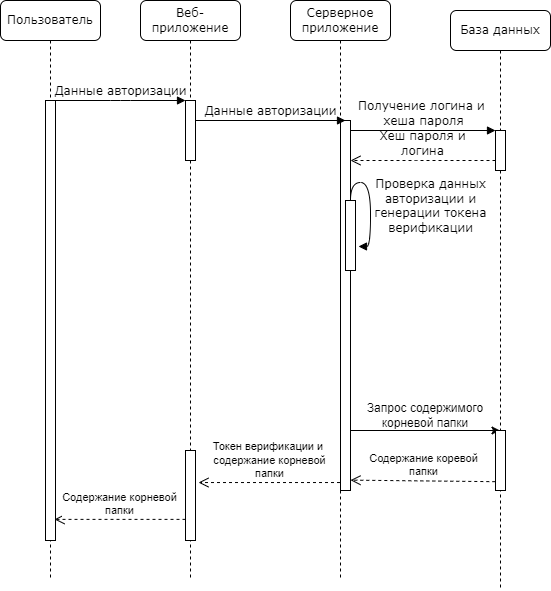 Пользователь
Веб-
приложение
Серверное
приложение
База данных
Данные авторизации
Данные авторизации
Получение логина и
хеша пароля
Хеш пароля и
логина
Проверка данных
авторизации и
генерации токена
верификации
Запрос содержимого
корневой папки
Токен верификации и
содержание корневой
папки
Содержание коревой
папки
Содержание корневой
папки